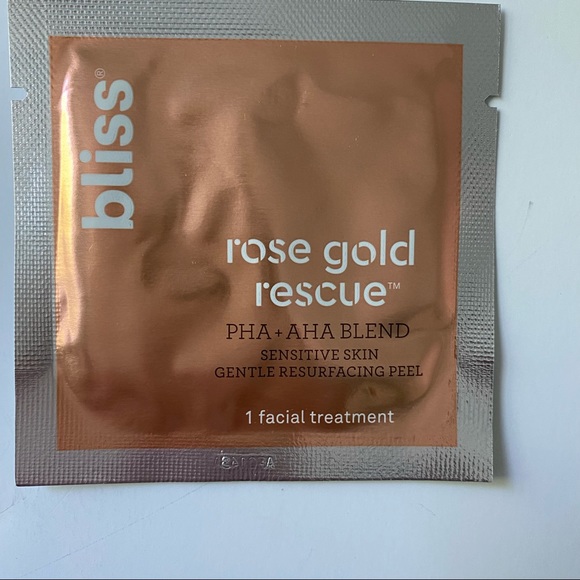 bliss®
rose gold
rescue™
PHA + AHA BLEND
SENSITIVE SKIN
GENTLE RESURFACING PEEL
1 facial treatment